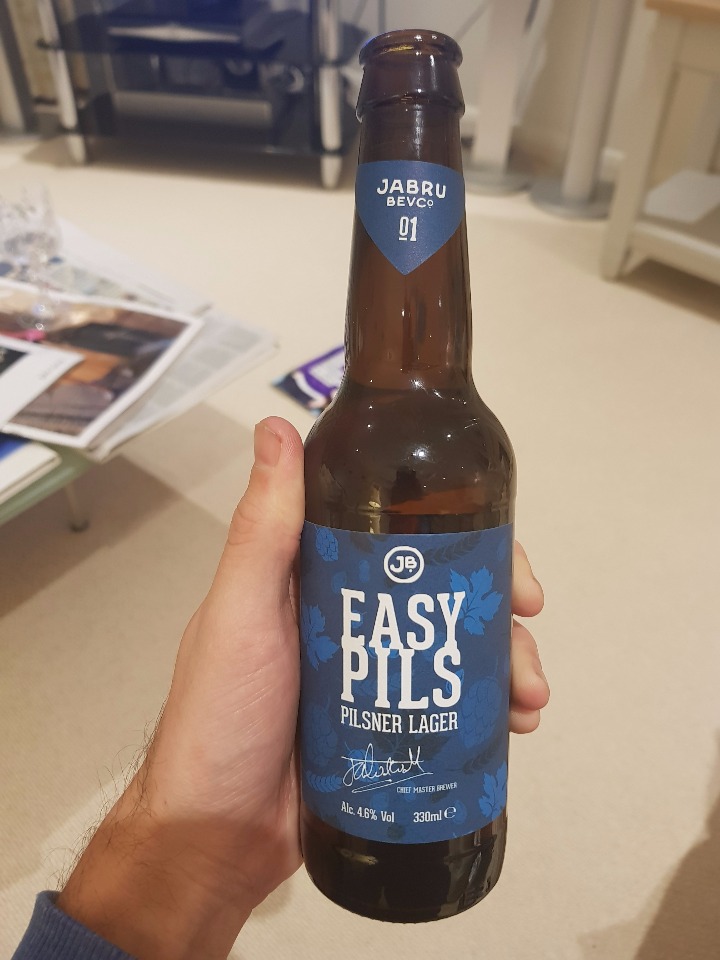 JABRU
BEVCo
01
JB
EASY
PILS
PILSNER LAGER
CHIEF MASTER BREWER
Alc. 4.6% Vol 330ml ℮